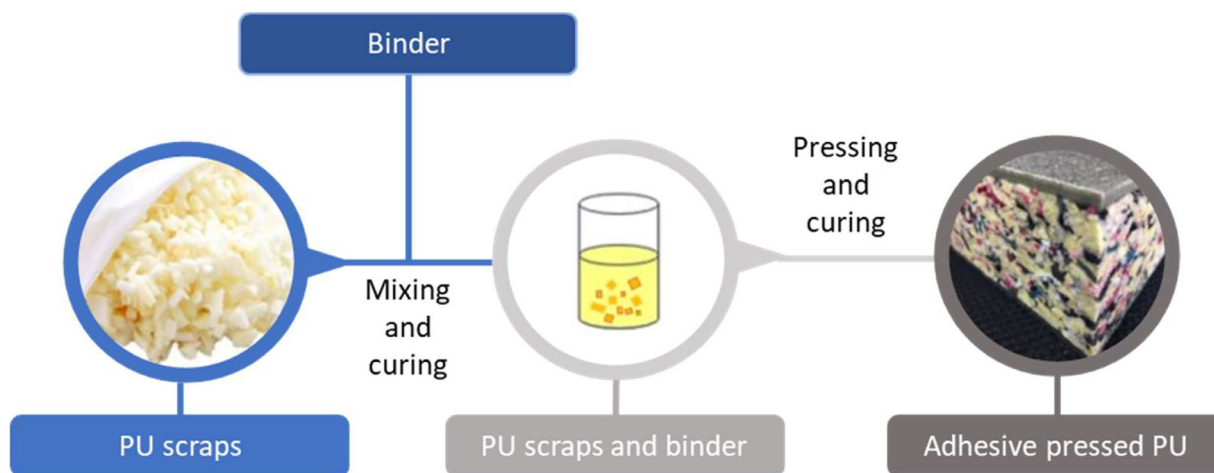 Binder
Mixing
and
curing
Pressing
and
curing
PU scraps
PU scraps and binder
Adhesive pressed PU